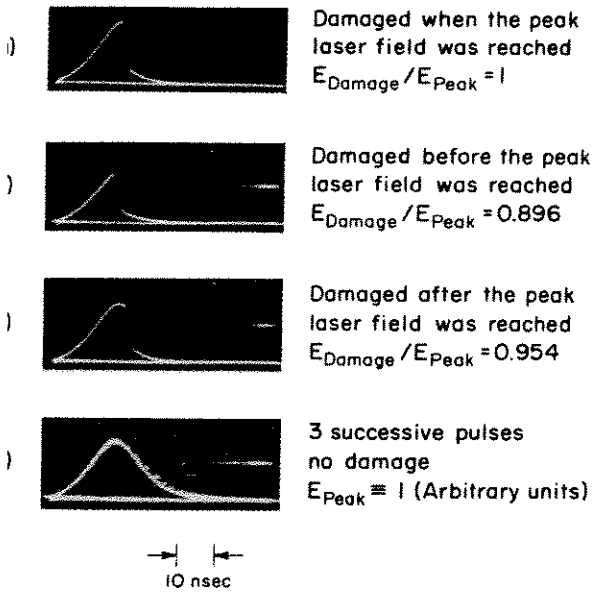 )
Damaged when the peak
laser field was reached
E_Damage/E_Peak = 1
)
Damaged before the peak
laser field was reached
E_Damage/E_Peak = 0.896
)
Damaged after the peak
laser field was reached
E_Damage/E_Peak = 0.954
)
3 successive pulses
no damage
E_Peak ≡ 1 (Arbitrary units)
10 nsec